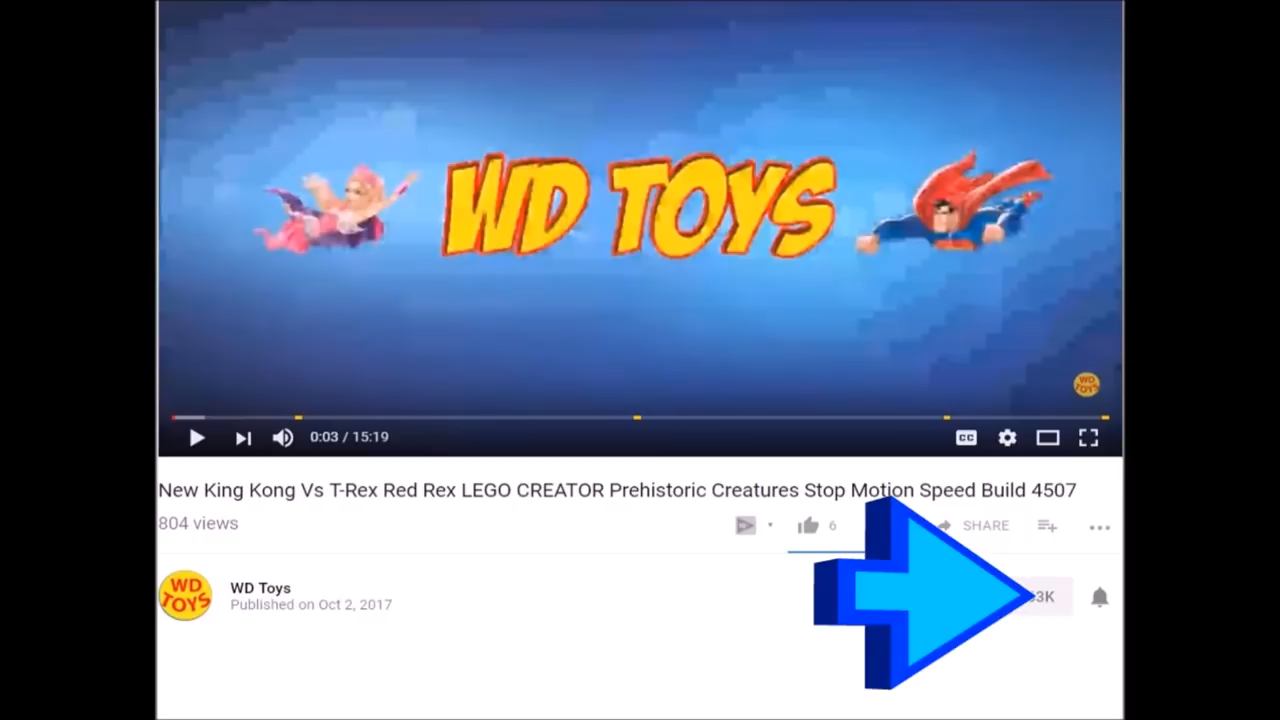 WD TOYS
WD TOYS
0:03 / 15:19
CC
New King Kong Vs T-Rex Red Rex LEGO CREATOR Prehistoric Creatures Stop Motion Speed Build 4507
804 views
6
SHARE
WD TOYS
WD Toys
3K
Published on Oct 2, 2017